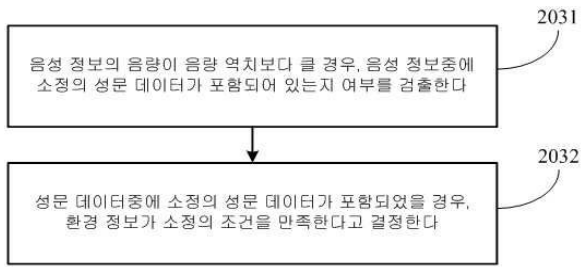 2031
음성 정보의 음량이 음량 역치보다 클 경우, 음성 정보중에
소정의 성문 데이터가 포함되어 있는지 여부를 검출한다
2032
성문 데이터중에 소정의 성문 데이터가 포함되었을 경우,
환경 정보가 소정의 조건을 만족한다고 결정한다